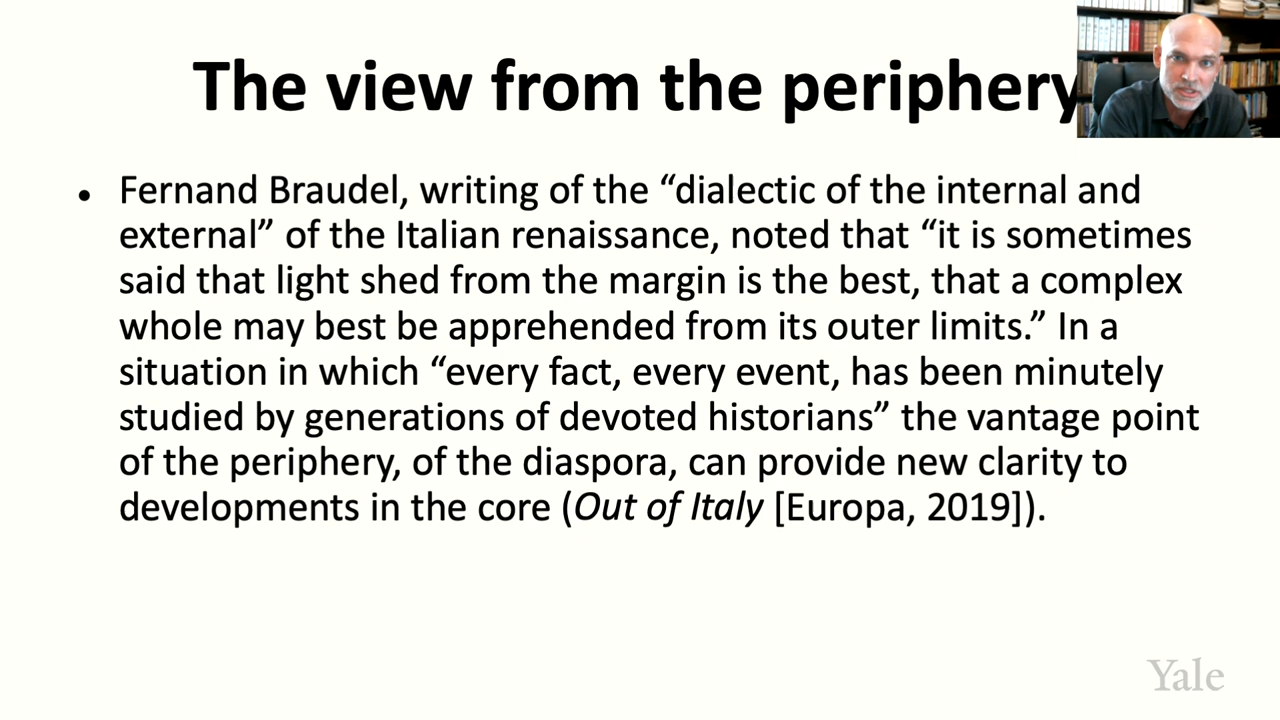 The view from the periphery
• Fernand Braudel, writing of the “dialectic of the internal and
external” of the Italian renaissance, noted that “it is sometimes
said that light shed from the margin is the best, that a complex
whole may best be apprehended from its outer limits.” In a
situation in which “every fact, every event, has been minutely
studied by generations of devoted historians” the vantage point
of the periphery, of the diaspora, can provide new clarity to
developments in the core (Out of Italy [Europa, 2019]).
Yale